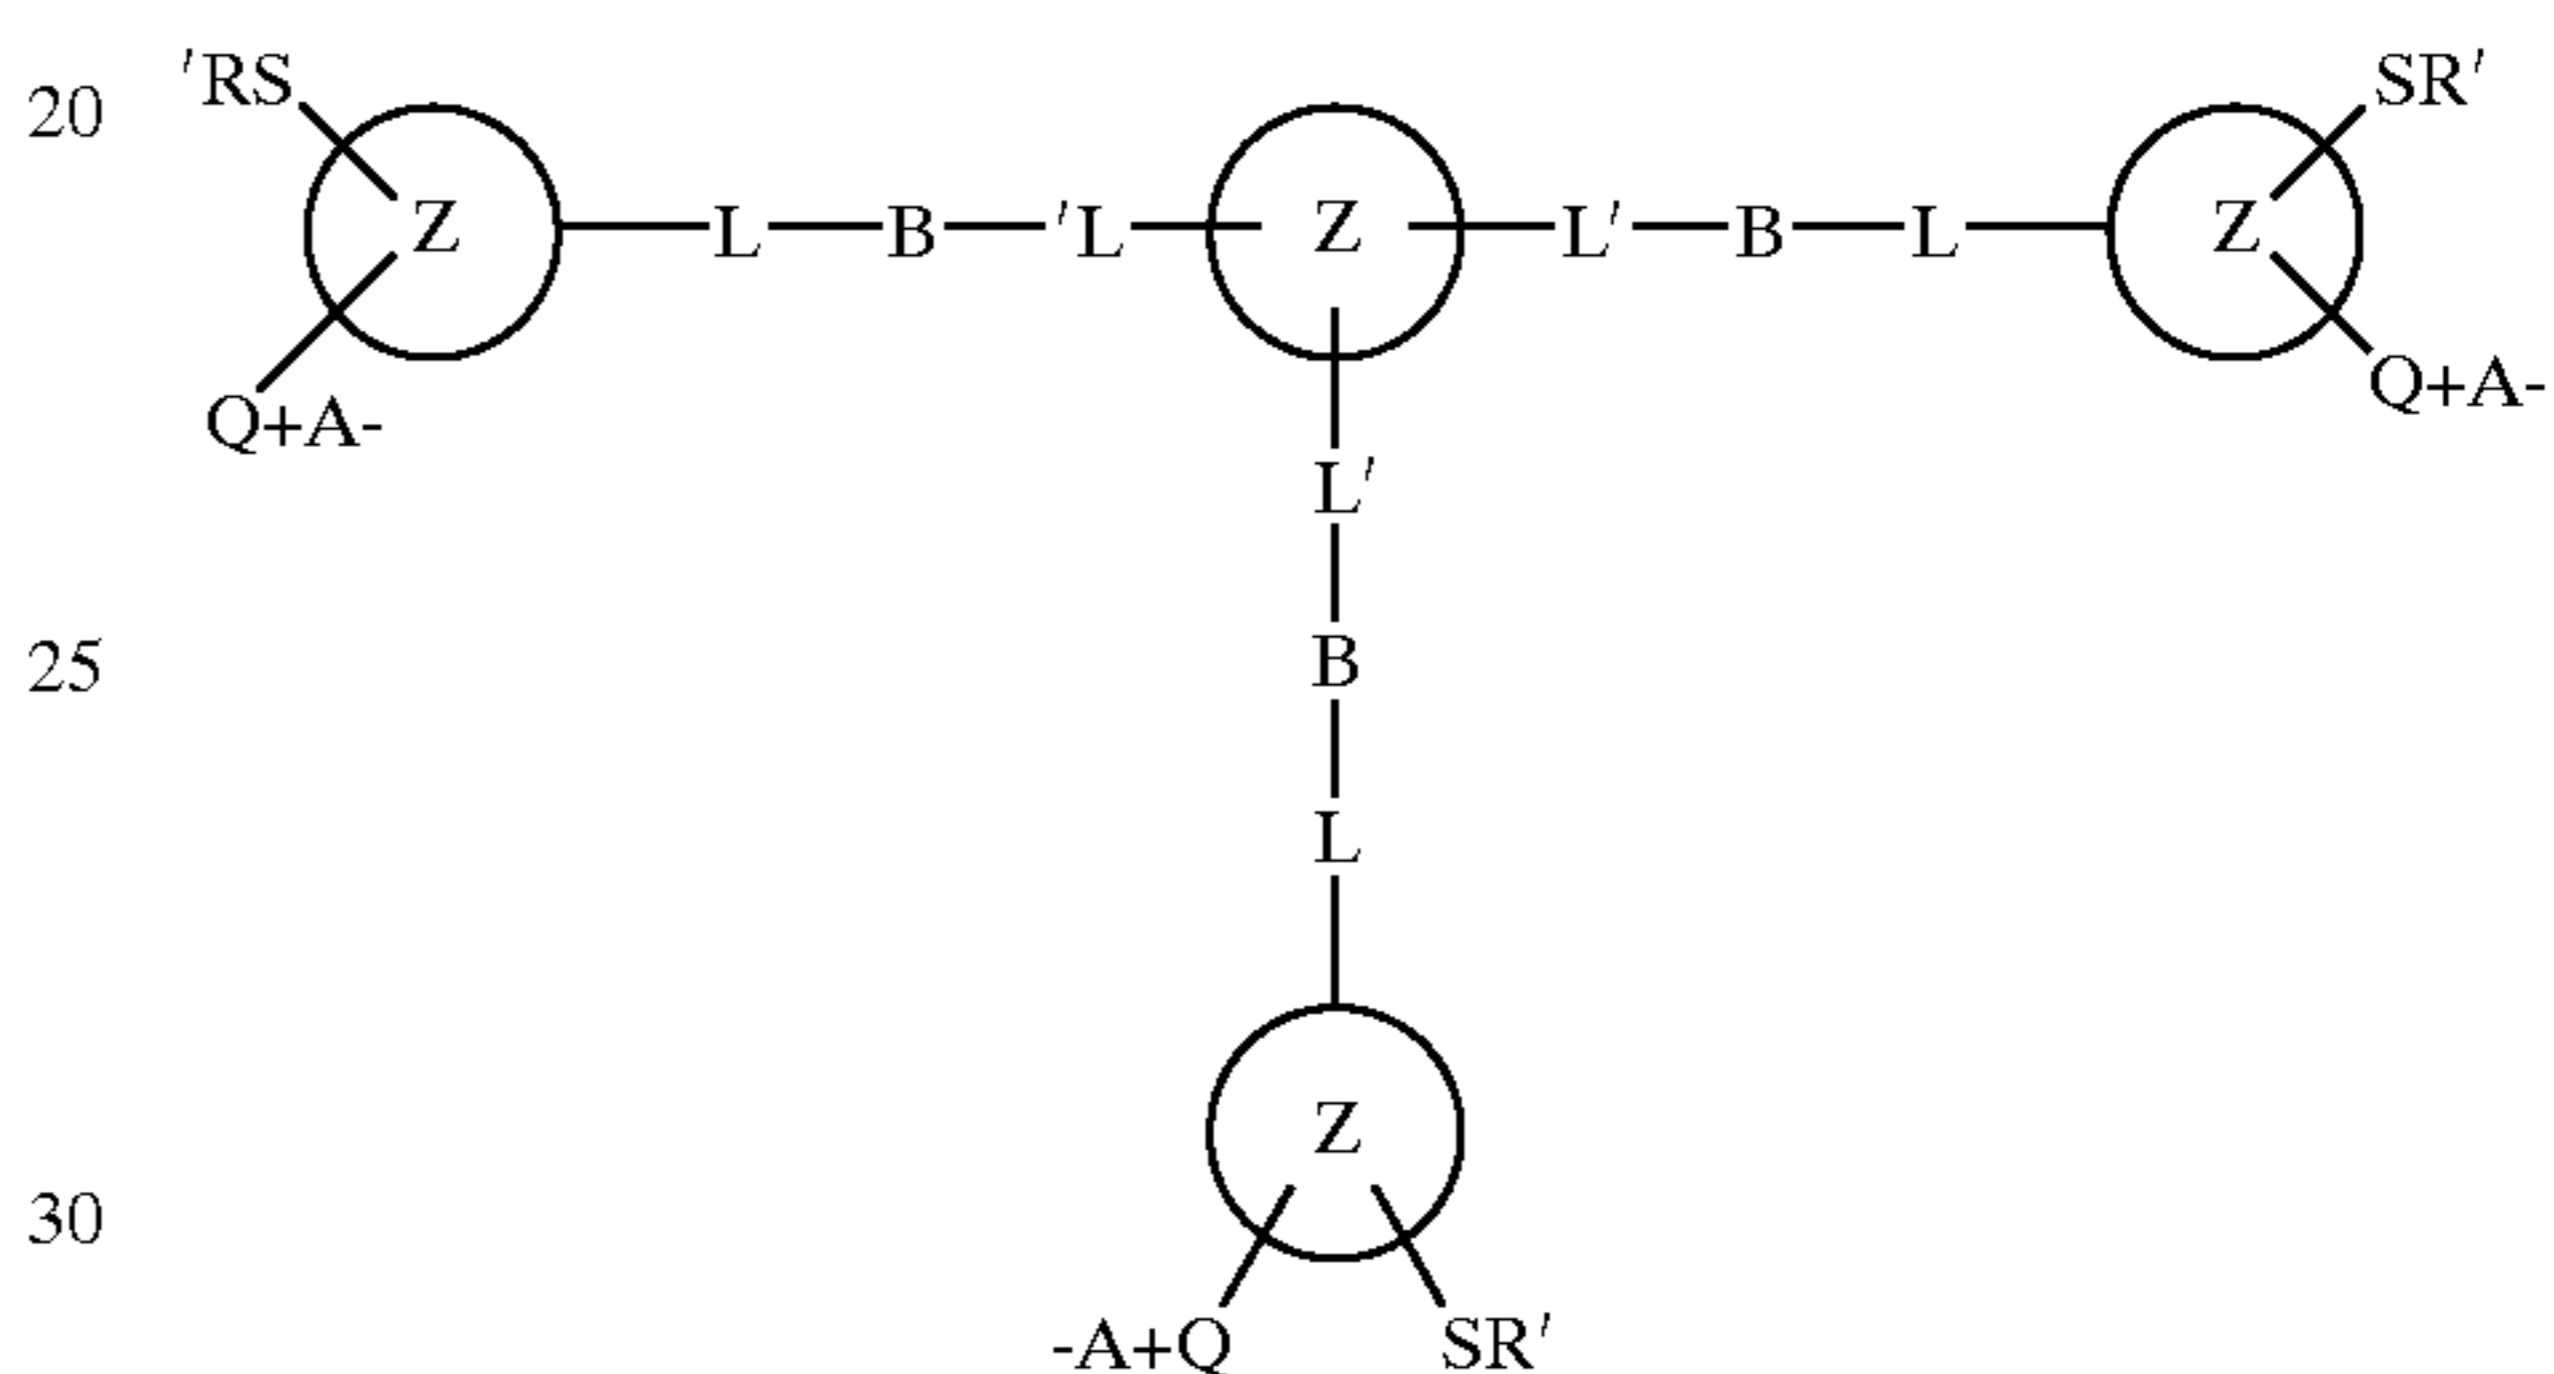 'RS SR'
20
Z L B 'L Z L' B L Z
Q+A- Q+A-
L'
25 B
L
Z
30
-A+Q SR'